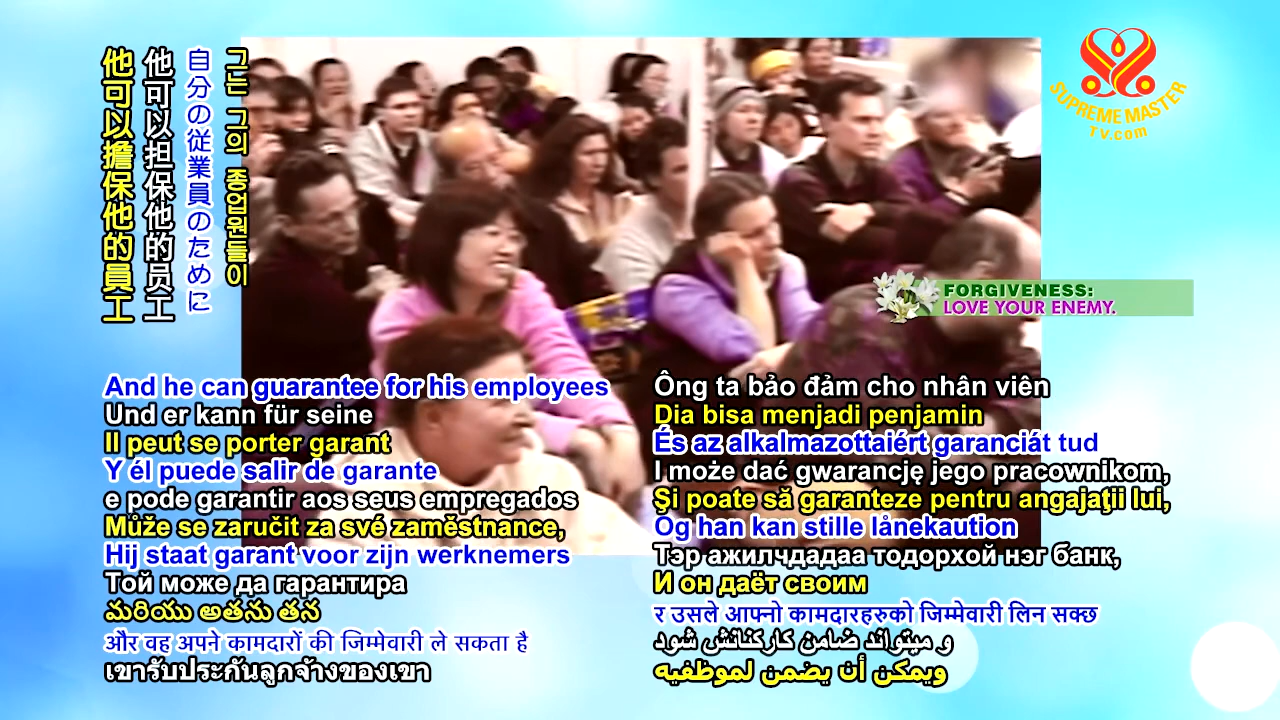 他可以擔保他的員工
他可以担保他的员工
自分の従業員のために
그는 그의 종업원들이
SUPREME MASTER
TV.com
FORGIVENESS:
LOVE YOUR ENEMY.
And he can guarantee for his employees
Und er kann für seine
Il peut se porter garant
Y él puede salir de garante
e pode garantir aos seus empregados
Může se zaručit za své zaměstnance,
Hij staat garant voor zijn werknemers
Той може да гарантира
మరియు అతను తన
और वह अपने कामदारों की जिम्मेवारी ले सकता है
เขารับประกันลูกจ้างของเขา
Ông ta bảo đảm cho nhân viên
Dia bisa menjadi penjamin
És az alkalmazottaiért garanciát tud
I może dać gwarancję jego pracownikom,
Şi poate să garanteze pentru angajaţii lui,
Og han kan stille lånekaution
Тэр ажилчдадаа тодорхой нэг банк,
И он даёт своим
र उसले आफ्नो कामदारहरुको जिम्मेवारी लिन सक्छ
و میتواند ضامن کارکنانش شود
ويمكن أن يضمن لموظفيه